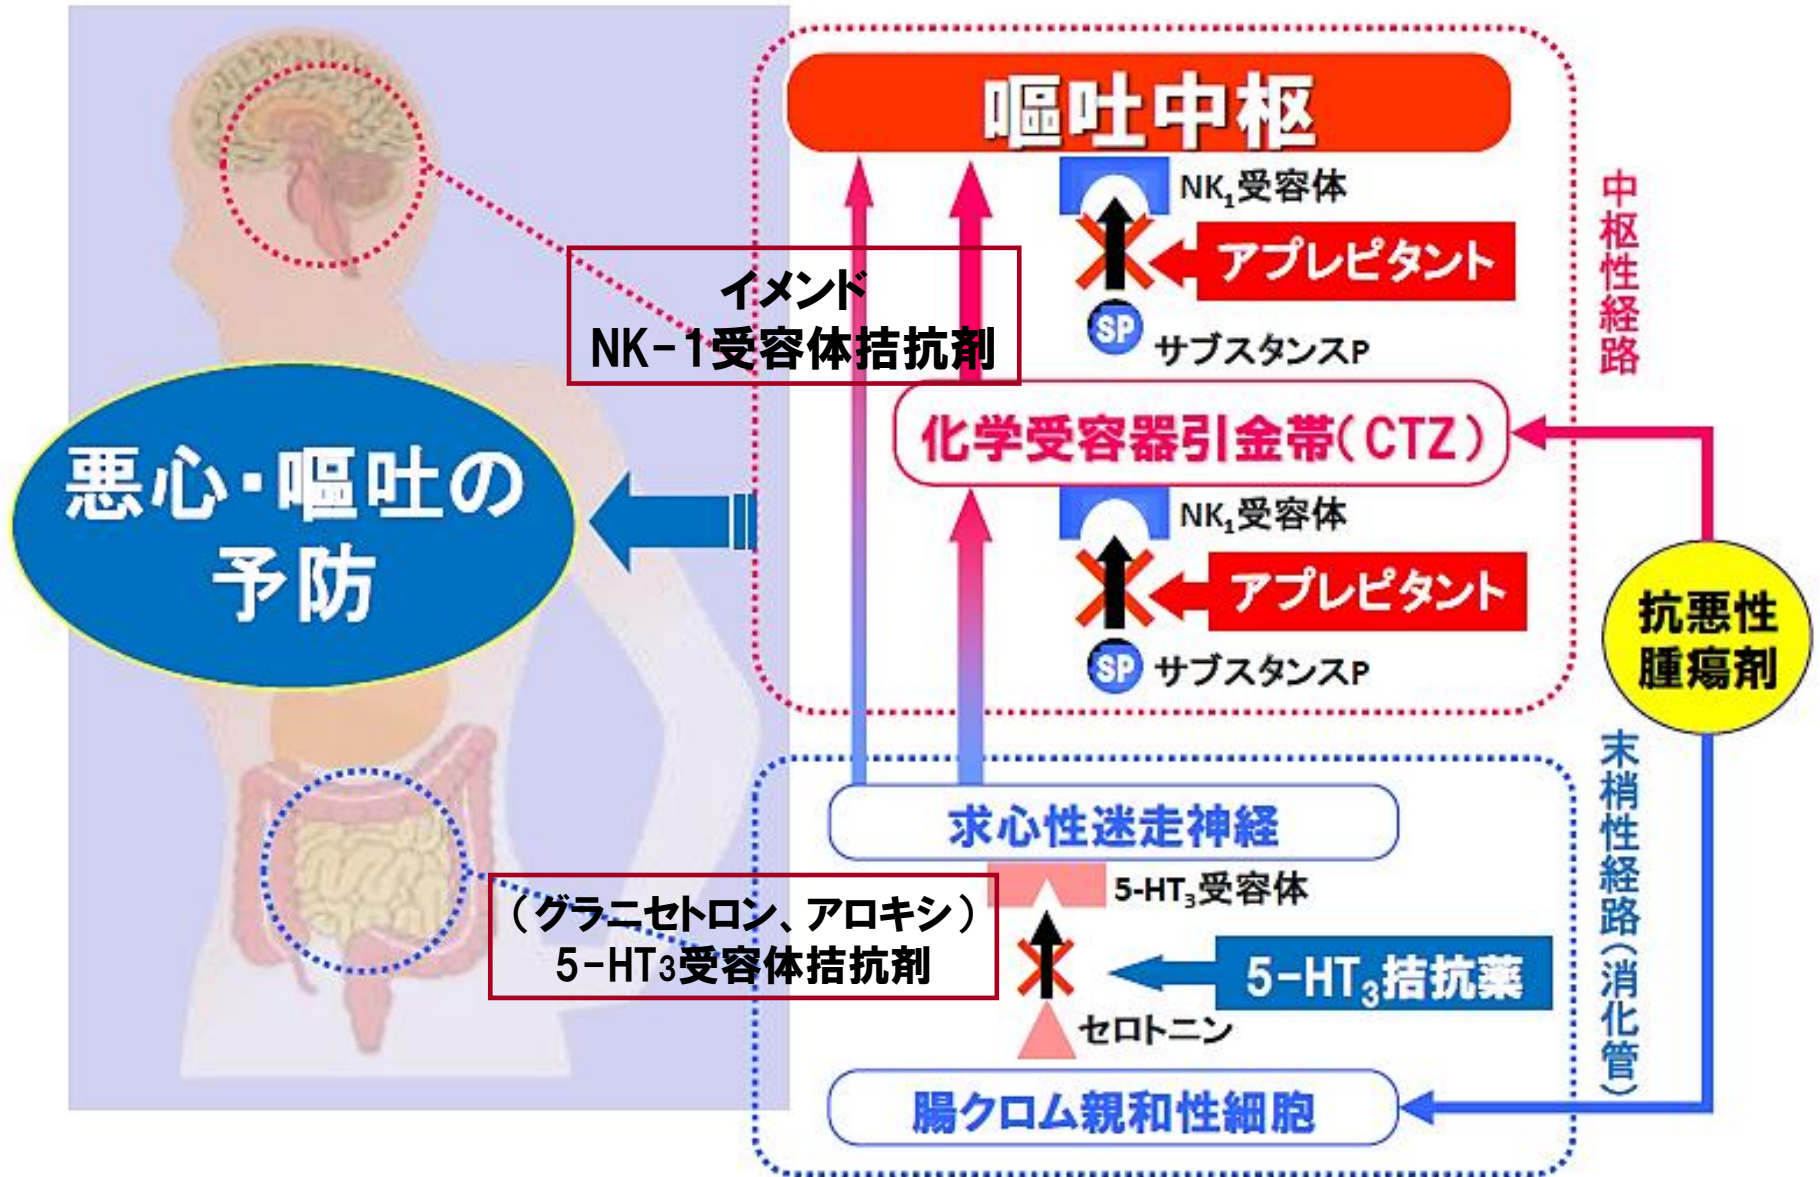 嘔吐中枢
NK₁受容体
アプレピタント
SP サブスタンスP
イメンド
NK-1受容体拮抗剤
化学受容器引金帯(CTZ)
NK₁受容体
アプレピタント
SP サブスタンスP
中枢性経路
悪心・嘔吐の
予防
抗悪性
腫瘍剤
末梢性経路(消化管)
求心性迷走神経
5-HT₃受容体
(グラニセトロン、アロキシ)
5-HT₃受容体拮抗剤
5-HT₃拮抗薬
セロトニン
腸クロム親和性細胞